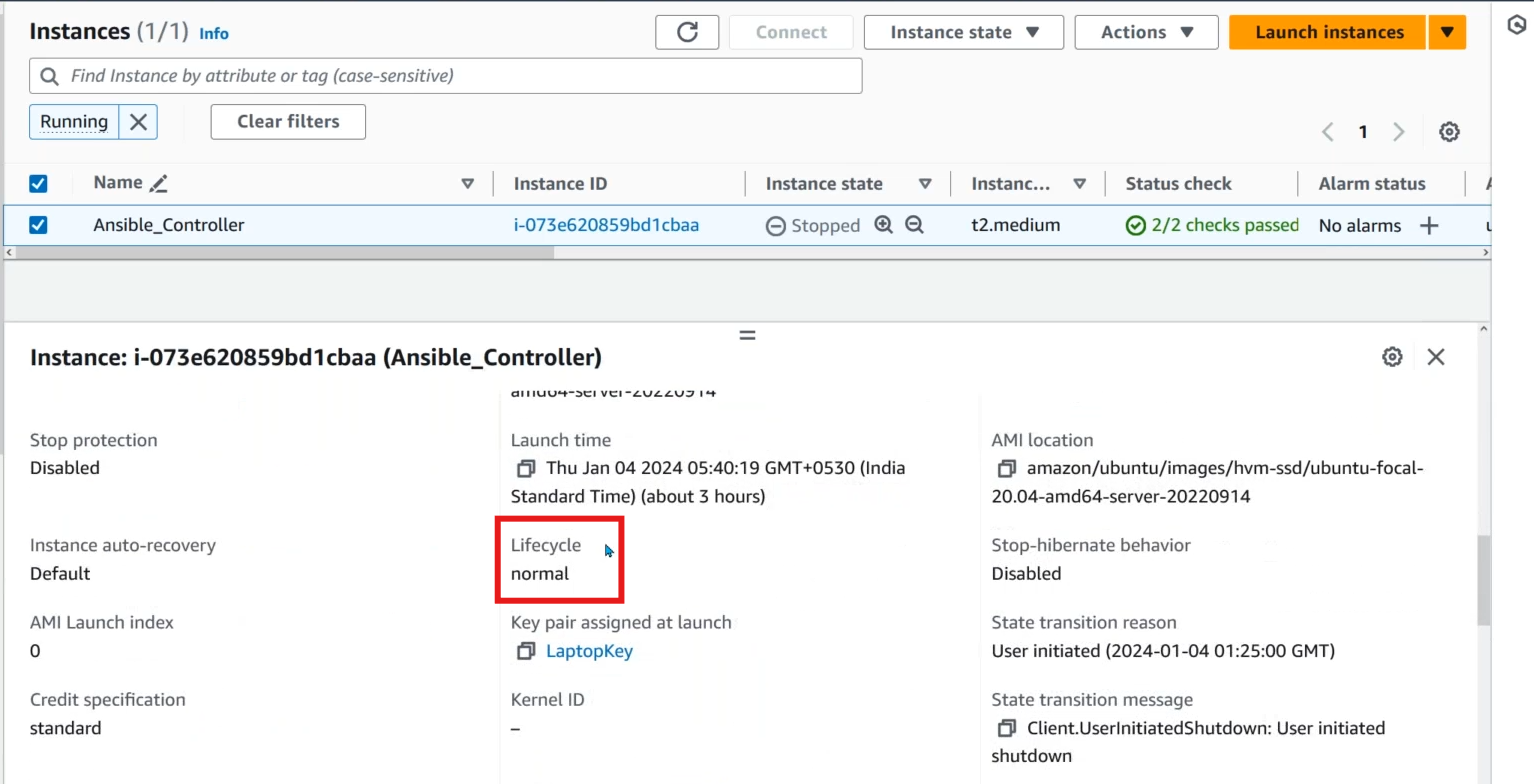 Instances (1/1) Info
Connect
Instance state
Actions
Launch instances
Find Instance by attribute or tag (case-sensitive)
Running
Clear filters
1
Name
Instance ID
Instance state
Instanc...
Status check
Alarm status
Ansible_Controller
i-073e620859bd1cbaa
Stopped
t2.medium
2/2 checks passed
No alarms
Instance: i-073e620859bd1cbaa (Ansible_Controller)
amd64-server-20220914
Stop protection
Disabled
Launch time
Thu Jan 04 2024 05:40:19 GMT+0530 (India
Standard Time) (about 3 hours)
AMI location
amazon/ubuntu/images/hvm-ssd/ubuntu-focal-
20.04-amd64-server-20220914
Instance auto-recovery
Default
Lifecycle
normal
Stop-hibernate behavior
Disabled
AMI Launch index
0
Key pair assigned at launch
LaptopKey
State transition reason
User initiated (2024-01-04 01:25:00 GMT)
Credit specification
standard
Kernel ID
–
State transition message
Client.UserInitiatedShutdown: User initiated
shutdown